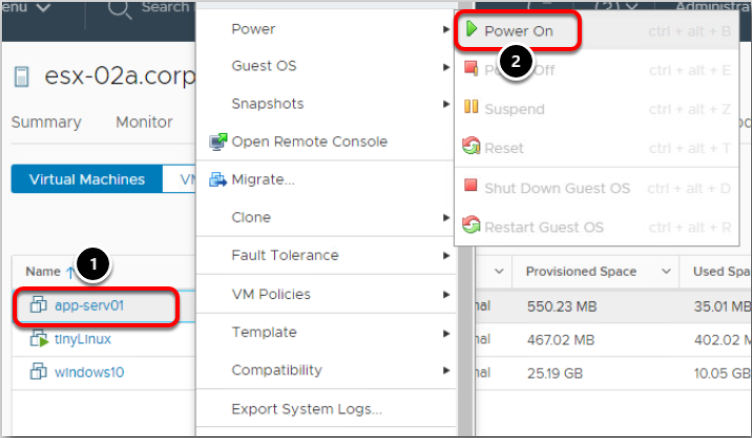 enu Search Administra
Power
Power On ctrl + alt + B
2
Guest OS
esx-02a.corp
Off ctrl + alt + E
Snapshots
Suspend ctrl + alt + Z
Summary Monitor
Open Remote Console
Reset ctrl + alt + T
Virtual Machines VM
Migrate...
Shut Down Guest OS ctrl + alt + D
Clone
Restart Guest OS ctrl + alt + R
Fault Tolerance
1
Name Provisioned Space Used Spa
VM Policies
app-serv01 nal 550.23 MB 35.01 MB
Template
tinyLinux nal 467.02 MB 402.02 M
Compatibility
windows10 nal 25.19 GB 10.05 GB
Export System Logs...